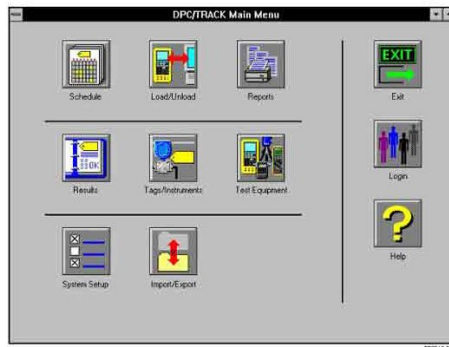 DPC/TRACK Main Menu
Schedule
Load/Unload
Reports
EXIT
Exit
Results
OK
Tags/Instruments
Test Equipment
Login
System Setup
Import/Export
Help